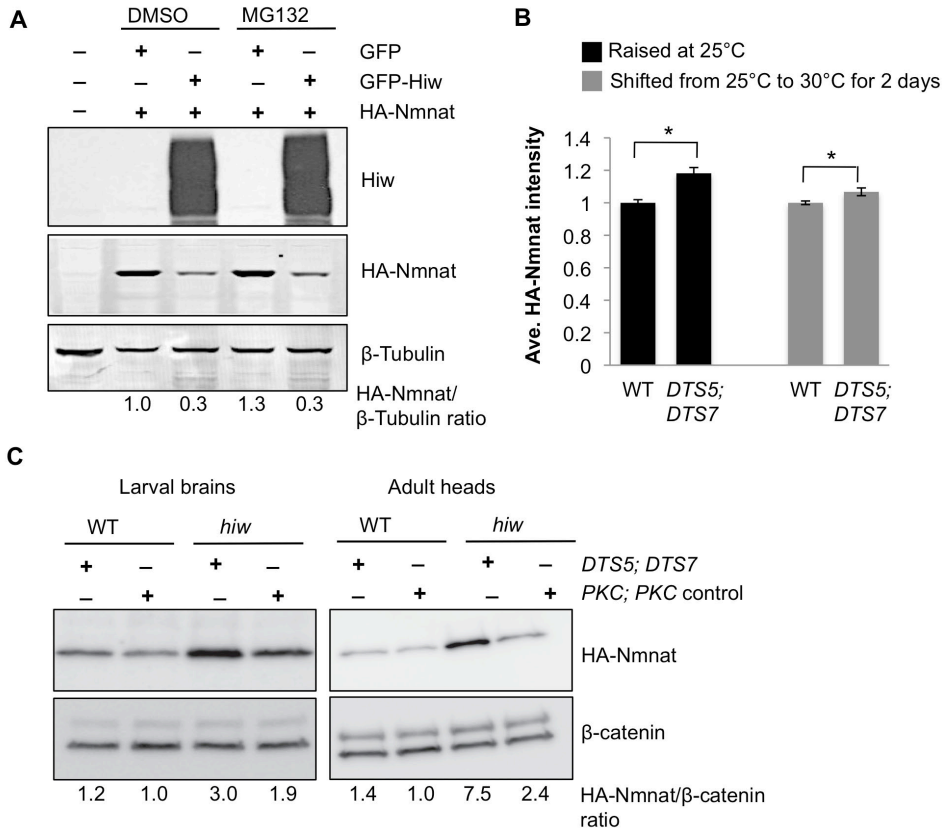 A
DMSO MG132
– + – + – GFP
– – + – + GFP-Hiw
– + + + + HA-Nmnat
Hiw
HA-Nmnat
β-Tubulin
1.0 0.3 1.3 0.3 HA-Nmnat/
β-Tubulin ratio
B
Raised at 25°C
Shifted from 25°C to 30°C for 2 days
Ave. HA-Nmnat intensity
1.4
1.2
1
0.8
0.6
0.4
0.2
0
* *
WT DTS5; WT DTS5;
DTS7 DTS7
C
Larval brains Adult heads
WT hiw WT hiw
+ – + – + – + – DTS5; DTS7
– + – + – + – + PKC; PKC control
HA-Nmnat
β-catenin
1.2 1.0 3.0 1.9 1.4 1.0 7.5 2.4 HA-Nmnat/β-catenin
ratio